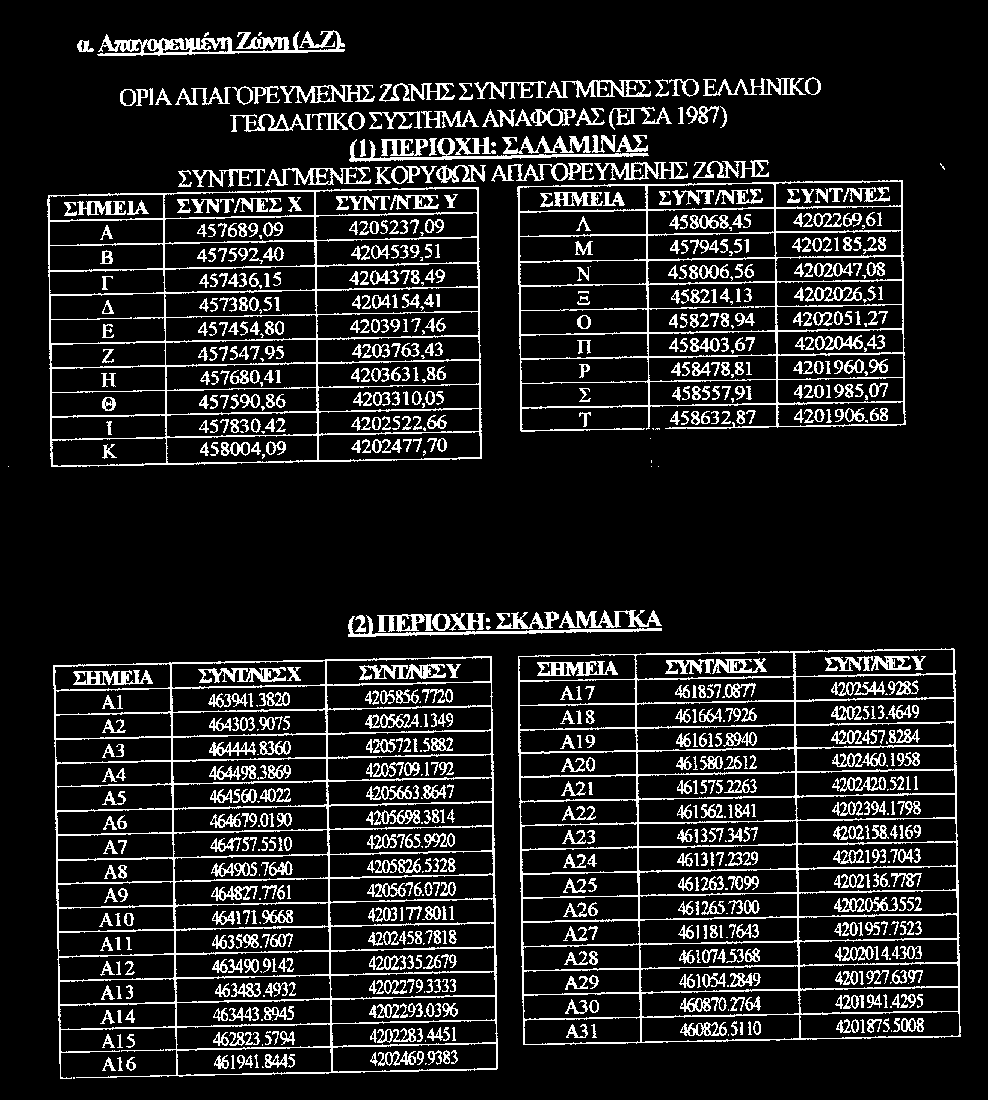 α. Απαγορευμένη Ζώνη (Α.Ζ).
ΟΡΙΑ ΑΠΑΓΟΡΕΥΜΕΝΗΣ ΖΩΝΗΣ ΣΥΝΤΕΤΑΓΜΕΝΕΣ ΣΤΟ ΕΛΛΗΝΙΚΟ
ΓΕΩΔΑΙΤΙΚΟ ΣΥΣΤΗΜΑ ΑΝΑΦΟΡΑΣ (ΕΓΣΑ 1987)
(1) ΠΕΡΙΟΧΗ: ΣΑΛΑΜΙΝΑΣ
ΣΥΝΤΕΤΑΓΜΕΝΕΣ ΚΟΡΥΦΩΝ ΑΠΑΓΟΡΕΥΜΕΝΗΣ ΖΩΝΗΣ
ΣΗΜΕΙΑ ΣΥΝΤ/ΝΕΣ Χ ΣΥΝΤ/ΝΕΣ Υ
Α 457689,09 4205237,09
Β 457592,40 4204539,51
Γ 457436,15 4204378,49
Δ 457380,51 4204154,41
Ε 457454,80 4203917,46
Ζ 457547,95 4203763,43
Η 457680,41 4203631,86
Θ 457590,86 4203310,05
Ι 457830,42 4202522,66
Κ 458004,09 4202477,70
ΣΗΜΕΙΑ ΣΥΝΤ/ΝΕΣ ΣΥΝΤ/ΝΕΣ
Λ 458068,45 4202269,61
Μ 457945,51 4202185,28
Ν 458006,56 4202047,08
Ξ 458214,13 4202026,51
Ο 458278,94 4202051,27
Π 458403,67 4202046,43
Ρ 458478,81 4201960,96
Σ 458557,91 4201985,07
Τ 458632,87 4201906,68
(2) ΠΕΡΙΟΧΗ: ΣΚΑΡΑΜΑΓΚΑ
ΣΗΜΕΙΑ ΣΥΝΤ/ΝΕΣ Χ ΣΥΝΤ/ΝΕΣ Υ
Α1 463941.3820 4205856.7720
Α2 464303.9075 4205624.1349
Α3 464444.8360 4205721.5882
Α4 464498.3869 4205709.1792
Α5 464560.4022 4205663.8647
Α6 464679.0190 4205698.3814
Α7 464757.5510 4205765.9920
Α8 464905.7640 4205826.5328
Α9 464827.7761 4205676.0720
Α10 464171.9668 4203177.8011
Α11 463598.7607 4202458.7818
Α12 463490.9142 4202335.2679
Α13 463483.4932 4202279.3333
Α14 463443.8945 4202293.0396
Α15 462823.5794 4202283.4451
Α16 461941.8445 4202469.9383
ΣΗΜΕΙΑ ΣΥΝΤ/ΝΕΣ Χ ΣΥΝΤ/ΝΕΣ Υ
Α17 461857.0877 4202544.9285
Α18 461664.7926 4202513.4649
Α19 461615.8940 4202457.8284
Α20 461580.2612 4202460.1958
Α21 461575.2263 4202420.5211
Α22 461562.1841 4202394.1798
Α23 461357.3457 4202158.4169
Α24 461317.2329 4202193.7043
Α25 461263.7099 4202136.7787
Α26 461265.7300 4202056.3552
Α27 461181.7643 4201957.7523
Α28 461074.5368 4202014.4303
Α29 461054.2849 4201927.6397
Α30 460870.2764 4201941.4295
Α31 460826.5110 4201875.5008